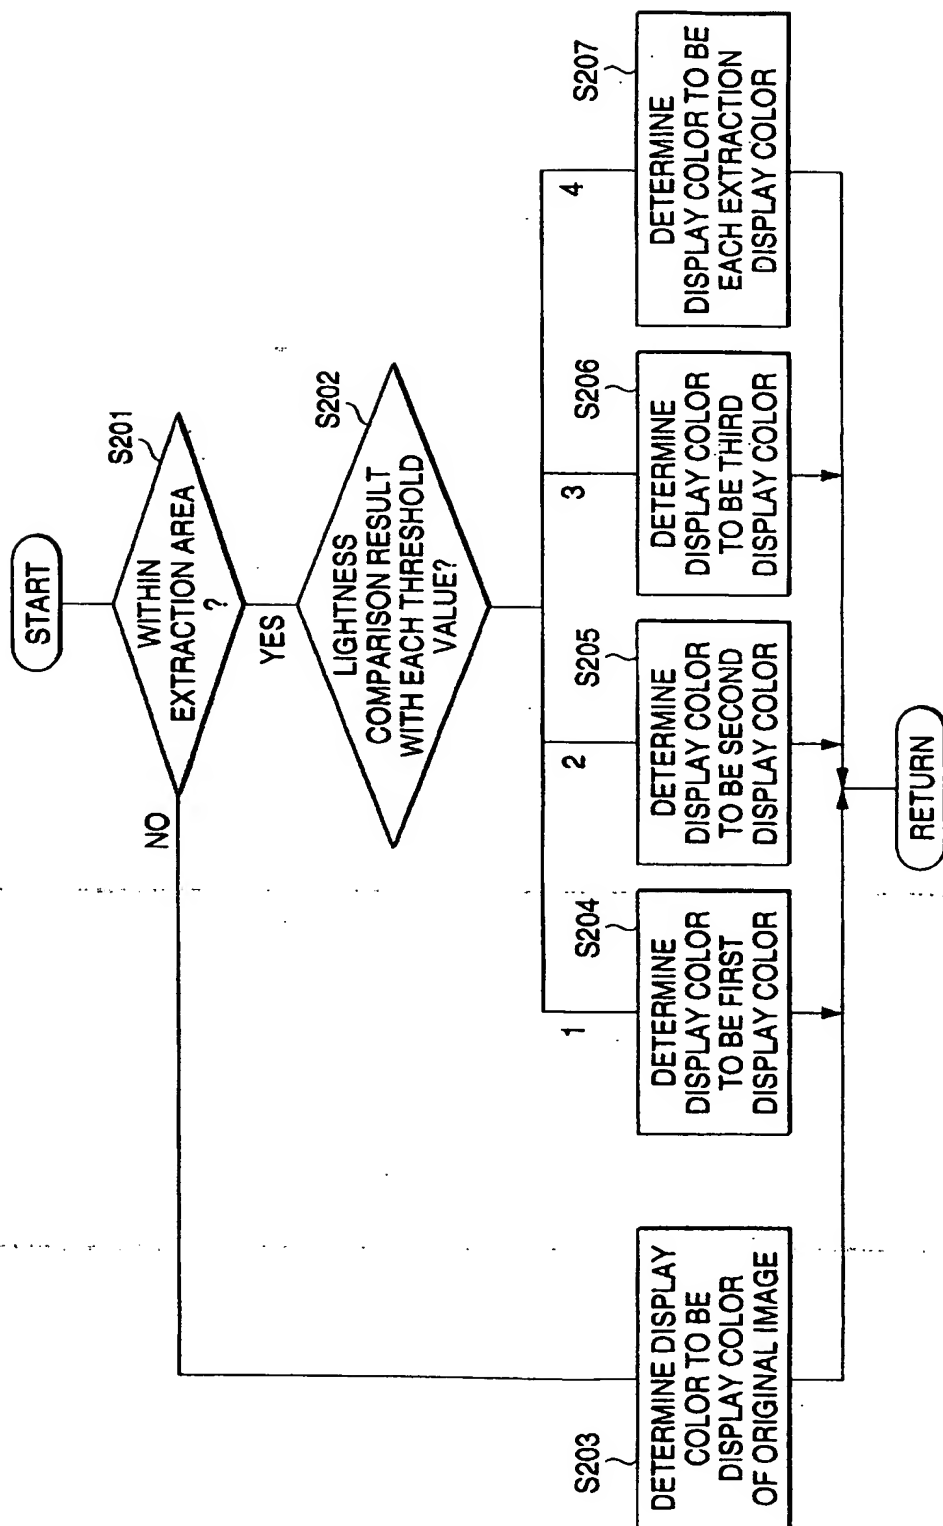 START
S201
WITHIN
EXTRACTION AREA
?
NO
YES
S202
LIGHTNESS
COMPARISON RESULT
WITH EACH THRESHOLD
VALUE?
1
2
3
4
S203
DETERMINE DISPLAY
COLOR TO BE
DISPLAY COLOR
OF ORIGINAL IMAGE
S204
DETERMINE
DISPLAY COLOR
TO BE FIRST
DISPLAY COLOR
S205
DETERMINE
DISPLAY COLOR
TO BE SECOND
DISPLAY COLOR
S206
DETERMINE
DISPLAY COLOR
TO BE THIRD
DISPLAY COLOR
S207
DETERMINE
DISPLAY COLOR TO BE
EACH EXTRACTION
DISPLAY COLOR
RETURN